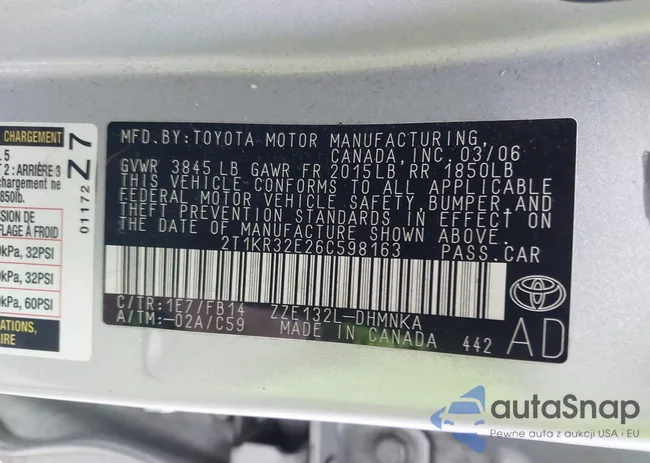 CHARGEMENT
L 5
T 2 : ARRIÈRE 3
chargement ne
850lb.
01172
Z7
SION DE
FLAGE À FROID
kPa, 32PSI
kPa, 32PSI
kPa, 60PSI
ATIONS
AIRE
MFD.BY:TOYOTA MOTOR MANUFACTURING,
CANADA,INC. 03/06
GVWR 3845 LB GAWR FR 2015LB RR 1850LB
THIS VEHICLE CONFORMS TO ALL APPLICABLE
FEDERAL MOTOR VEHICLE SAFETY, BUMPER,AND
THEFT PREVENTION STANDARDS IN EFFECT ON
THE DATE OF MANUFACTURE SHOWN ABOVE.
2T1KR32E26C598163 PASS.CAR
C/TR:1E7/FB14 ZZE132L-DHMNKA
A/TM:-02A/C59 MADE IN CANADA 442
AD
autaSnap
Pewne auta z aukcji USA i EU